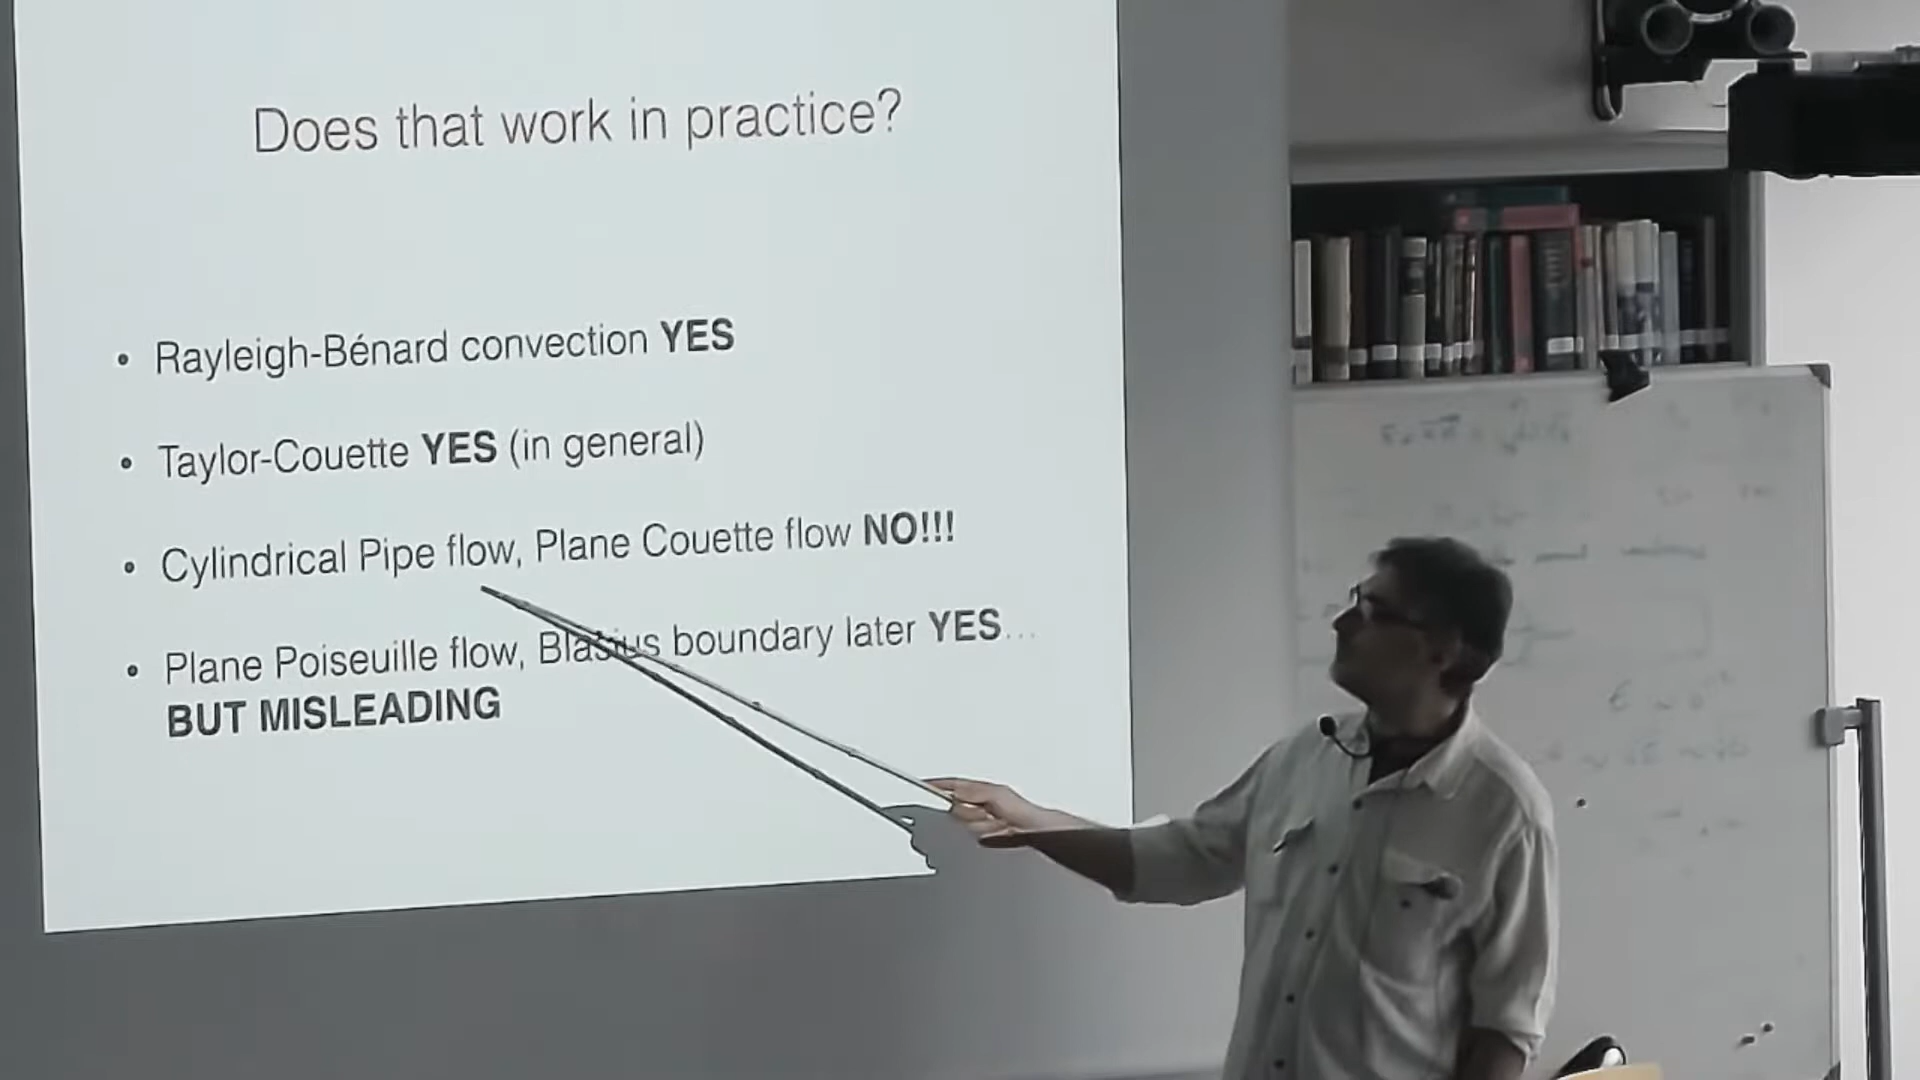 Does that work in practice?
• Rayleigh-Bénard convection YES
• Taylor-Couette YES (in general)
• Cylindrical Pipe flow, Plane Couette flow NO!!!
• Plane Poiseuille flow, Blasius boundary later YES...
BUT MISLEADING